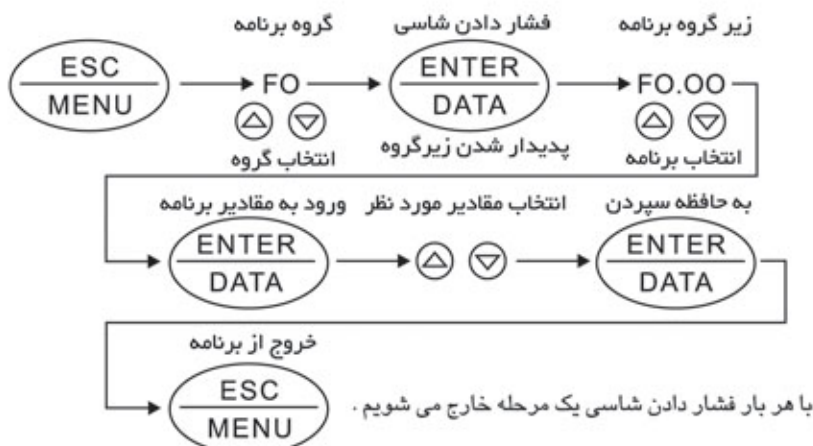 گروه برنامه
فشار دادن شاسی
زیر گروه برنامه
ESC
MENU
FO
ENTER
DATA
FO.OO
انتخاب گروه
پدیدار شدن زیرگروه
انتخاب برنامه
ورود به مقادیر برنامه
انتخاب مقادیر مورد نظر
به حافظه سپردن
ENTER
DATA
ENTER
DATA
خروج از برنامه
ESC
MENU
با هر بار فشار دادن شاسی یک مرحله خارج می شویم .